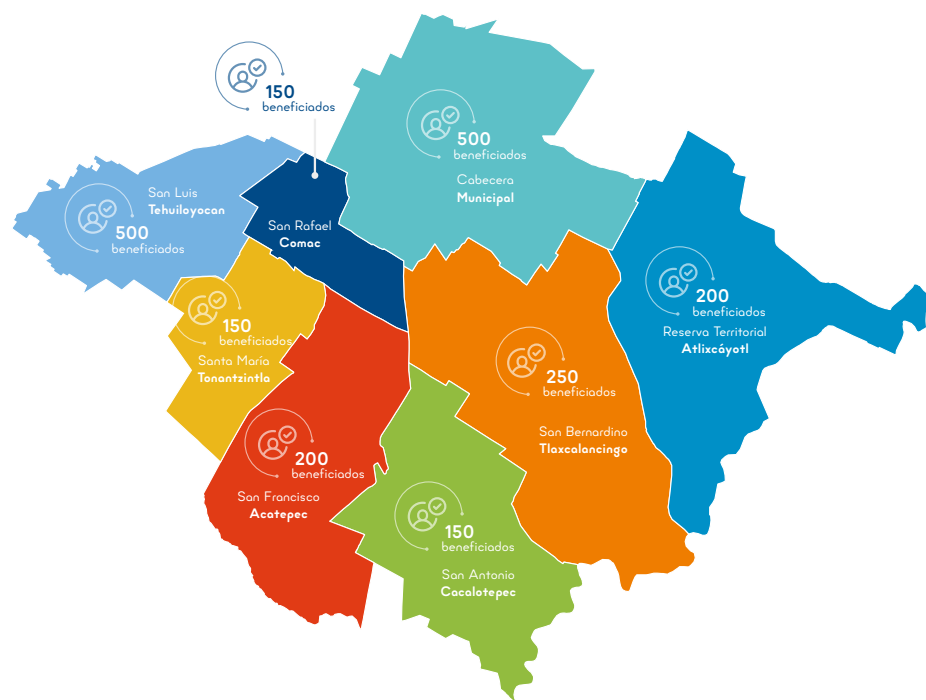 150
beneficiados
500
beneficiados
Cabecera
Municipal
San Luis
Tehuiloyocan
500
beneficiados
San Rafael
Comac
200
beneficiados
Reserva Territorial
Atlixcáyotl
150
beneficiados
Santa María
Tonantzintla
250
beneficiados
San Bernardino
Tlaxcalancingo
200
beneficiados
San Francisco
Acatepec
150
beneficiados
San Antonio
Cacalotepec